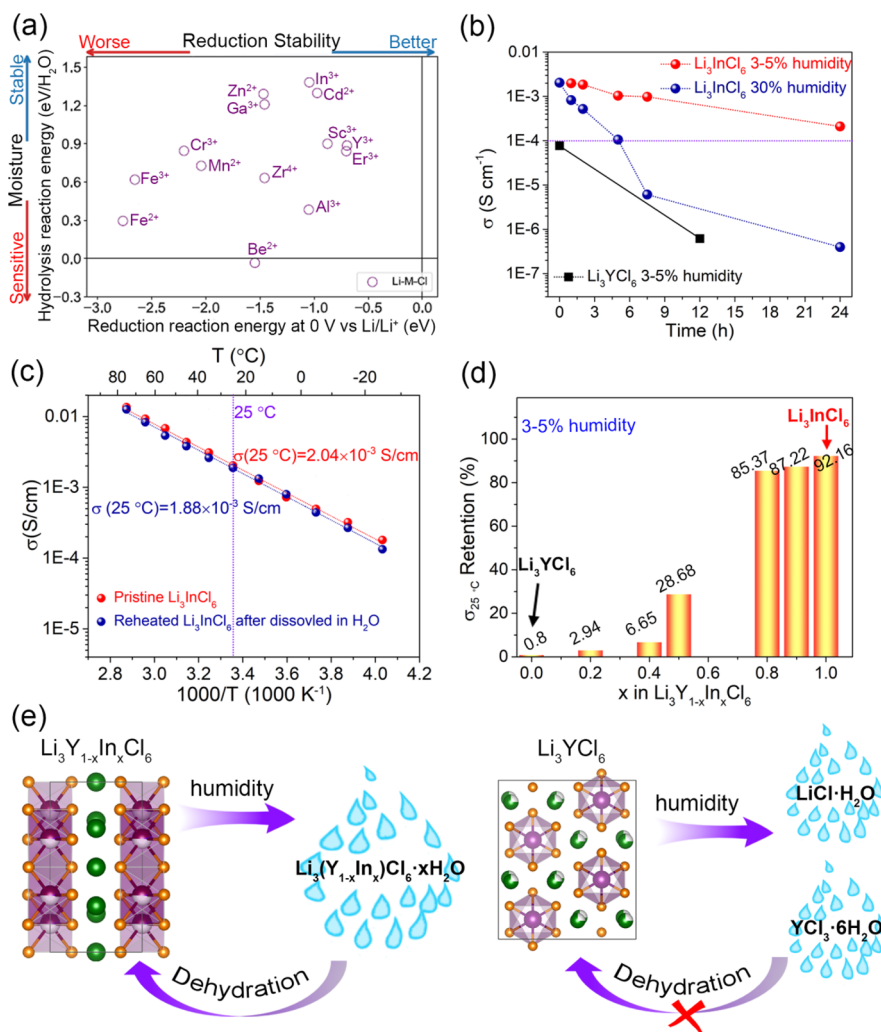 (a)
Worse
Reduction Stability
Better
Stable
Moisture
Sensitive
Hydrolysis reaction energy (eV/H₂O)
1.5
1.2
0.9
0.6
0.3
0.0
−0.3
In³⁺
Zn²⁺
Cd²⁺
Ga³⁺
Sc³⁺
Y³⁺
Cr³⁺
Er³⁺
Mn²⁺
Fe³⁺
Zr⁴⁺
Al³⁺
Fe²⁺
Be²⁺
Li-M-Cl
−3.0 −2.5 −2.0 −1.5 −1.0 −0.5 0.0
Reduction reaction energy at 0 V vs Li/Li⁺ (eV)
(b)
σ (S cm⁻¹)
0.01
1E-3
1E-4
1E-5
1E-6
1E-7
Li₃InCl₆ 3-5% humidity
Li₃InCl₆ 30% humidity
Li₃YCl₆ 3-5% humidity
0 3 6 9 12 15 18 21 24
Time (h)
(c)
T (°C)
80 60 40 20 0 -20
σ(S/cm)
0.01
1E-3
1E-4
1E-5
25 °C
σ(25 °C)=2.04×10⁻³ S/cm
σ (25 °C)=1.88×10⁻³ S/cm
Pristine Li₃InCl₆
Reheated Li₃InCl₆ after dissovled in H₂O
2.8 3.0 3.2 3.4 3.6 3.8 4.0 4.2
1000/T (1000 K⁻¹)
(d)
σ₂₅ °C Retention (%)
100
80
60
40
20
0
3-5% humidity
Li₃InCl₆
85.37
87.22
92.16
Li₃YCl₆
28.68
0.8
2.94
6.65
0.0 0.2 0.4 0.6 0.8 1.0
x in Li₃Y₁₋ₓInₓCl₆
(e)
Li₃Y₁₋ₓInₓCl₆
humidity
Li₃(Y₁₋ₓInₓ)Cl₆·xH₂O
Dehydration
Li₃YCl₆
humidity
LiCl·H₂O
YCl₃·6H₂O
Dehydration